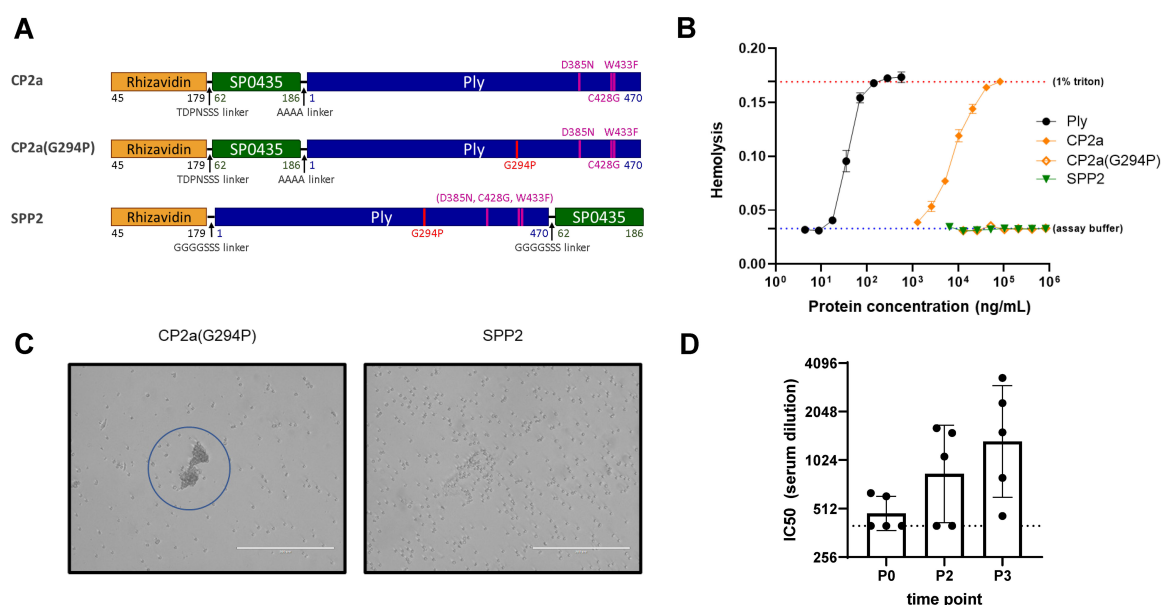 A
CP2a
Rhizavidin
SP0435
Ply
D385N W433F
45
179
62
186
1
C428G
470
TDPNSSS linker
AAAA linker
CP2a(G294P)
Rhizavidin
SP0435
Ply
D385N W433F
45
179
62
186
1
G294P
C428G
470
TDPNSSS linker
AAAA linker
SPP2
Rhizavidin
Ply
(D385N, C428G, W433F)
SP0435
45
179
1
G294P
470
62
186
GGGGSSS linker
GGGGSSS linker
B
Hemolysis
0.20
0.15
0.10
0.05
0.00
10^0
10^1
10^2
10^3
10^4
10^5
10^6
Protein concentration (ng/mL)
(1% triton)
Ply
CP2a
CP2a(G294P)
SPP2
(assay buffer)
C
CP2a(G294P)
SPP2
D
IC50 (serum dilution)
4096
2048
1024
512
256
P0
P2
P3
time point